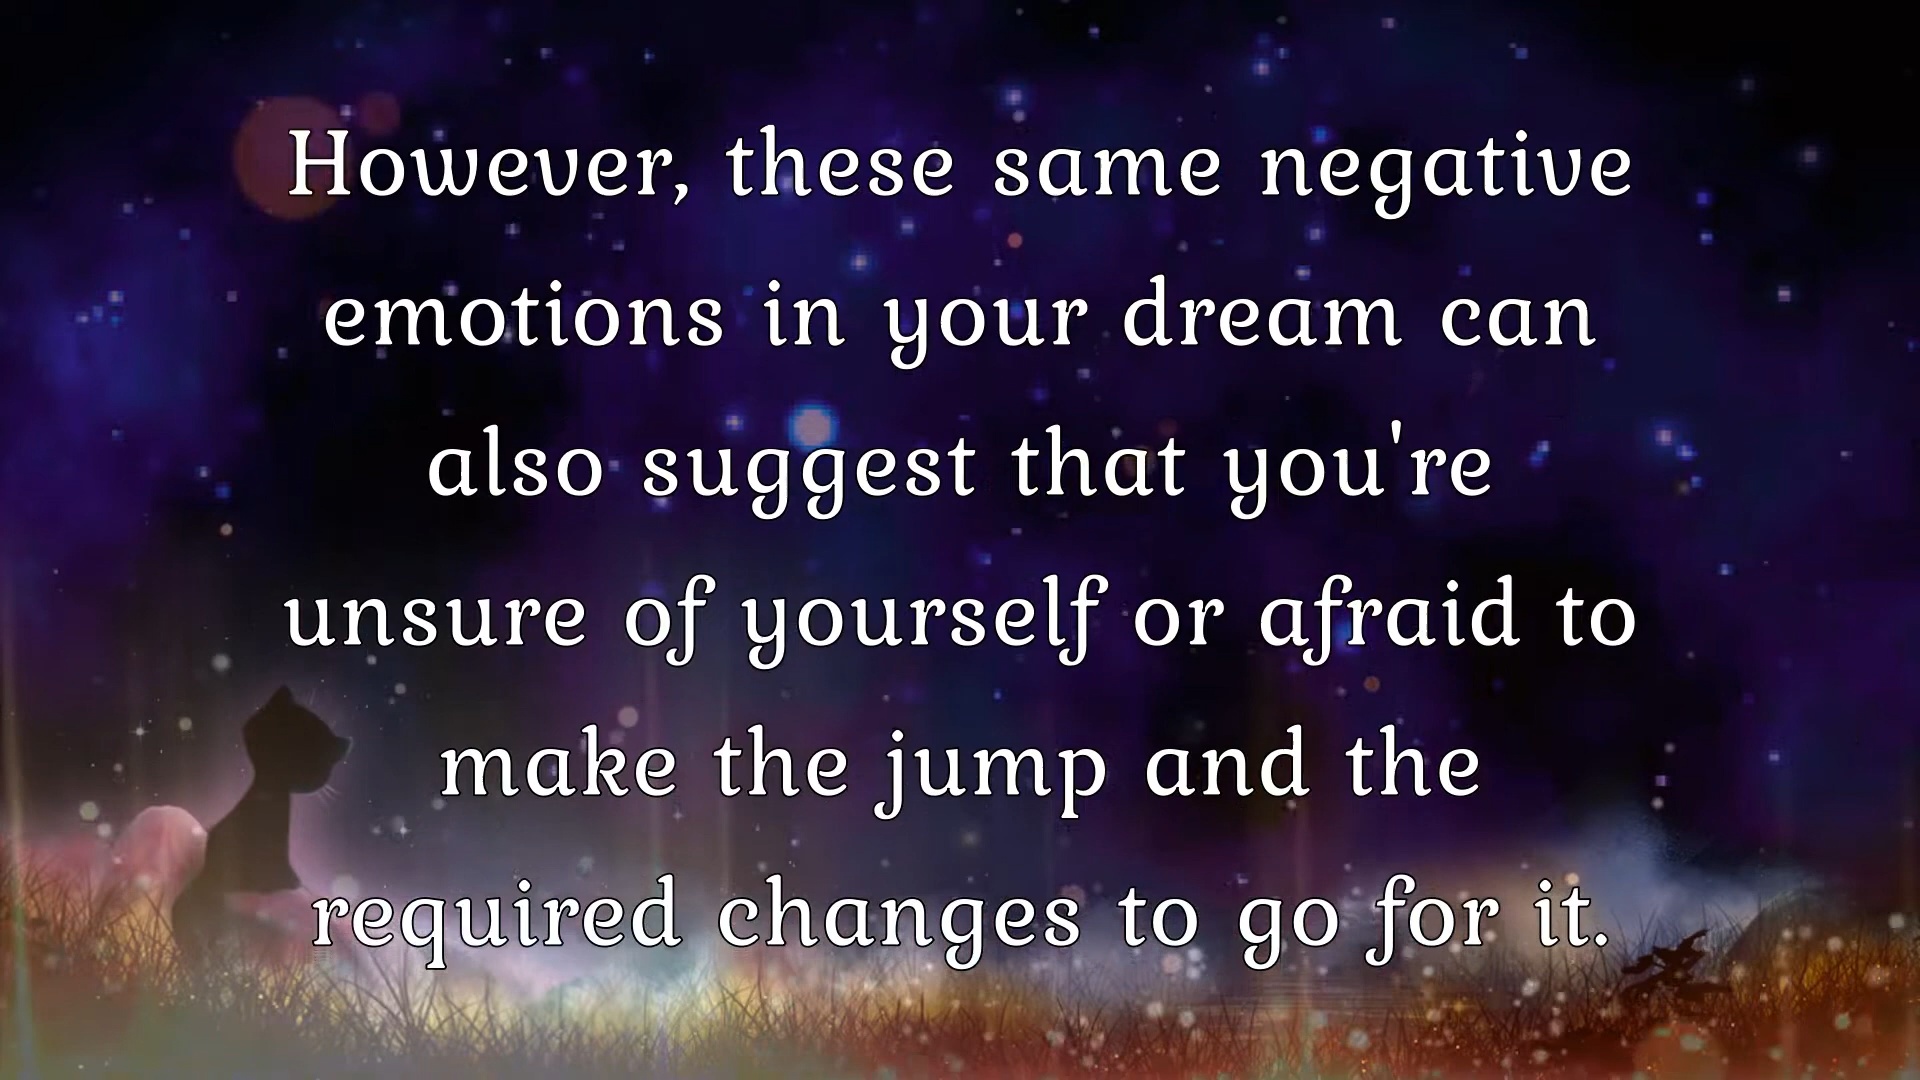 However, these same negative
emotions in your dream can
also suggest that you're
unsure of yourself or afraid to
make the jump and the
required changes to go for it.